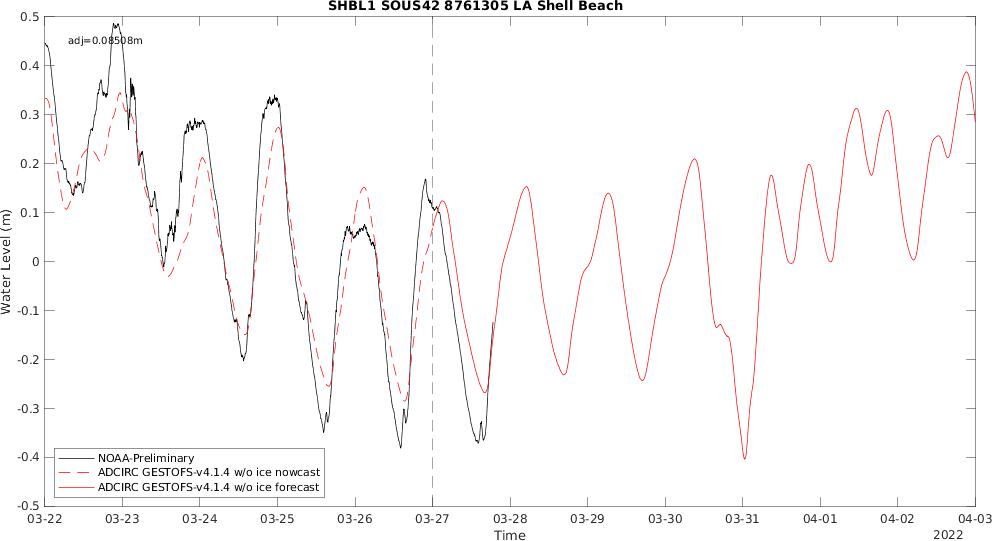 SHBL1 SOUS42 8761305 LA Shell Beach
adj=0.08508m
0.5
0.4
0.3
0.2
0.1
0
-0.1
-0.2
-0.3
-0.4
-0.5
Water Level (m)
NOAA-Preliminary
ADCIRC GESTOFS-v4.1.4 w/o ice nowcast
ADCIRC GESTOFS-v4.1.4 w/o ice forecast
03-22 03-23 03-24 03-25 03-26 03-27 03-28 03-29 03-30 03-31 04-01 04-02 04-03
Time
2022